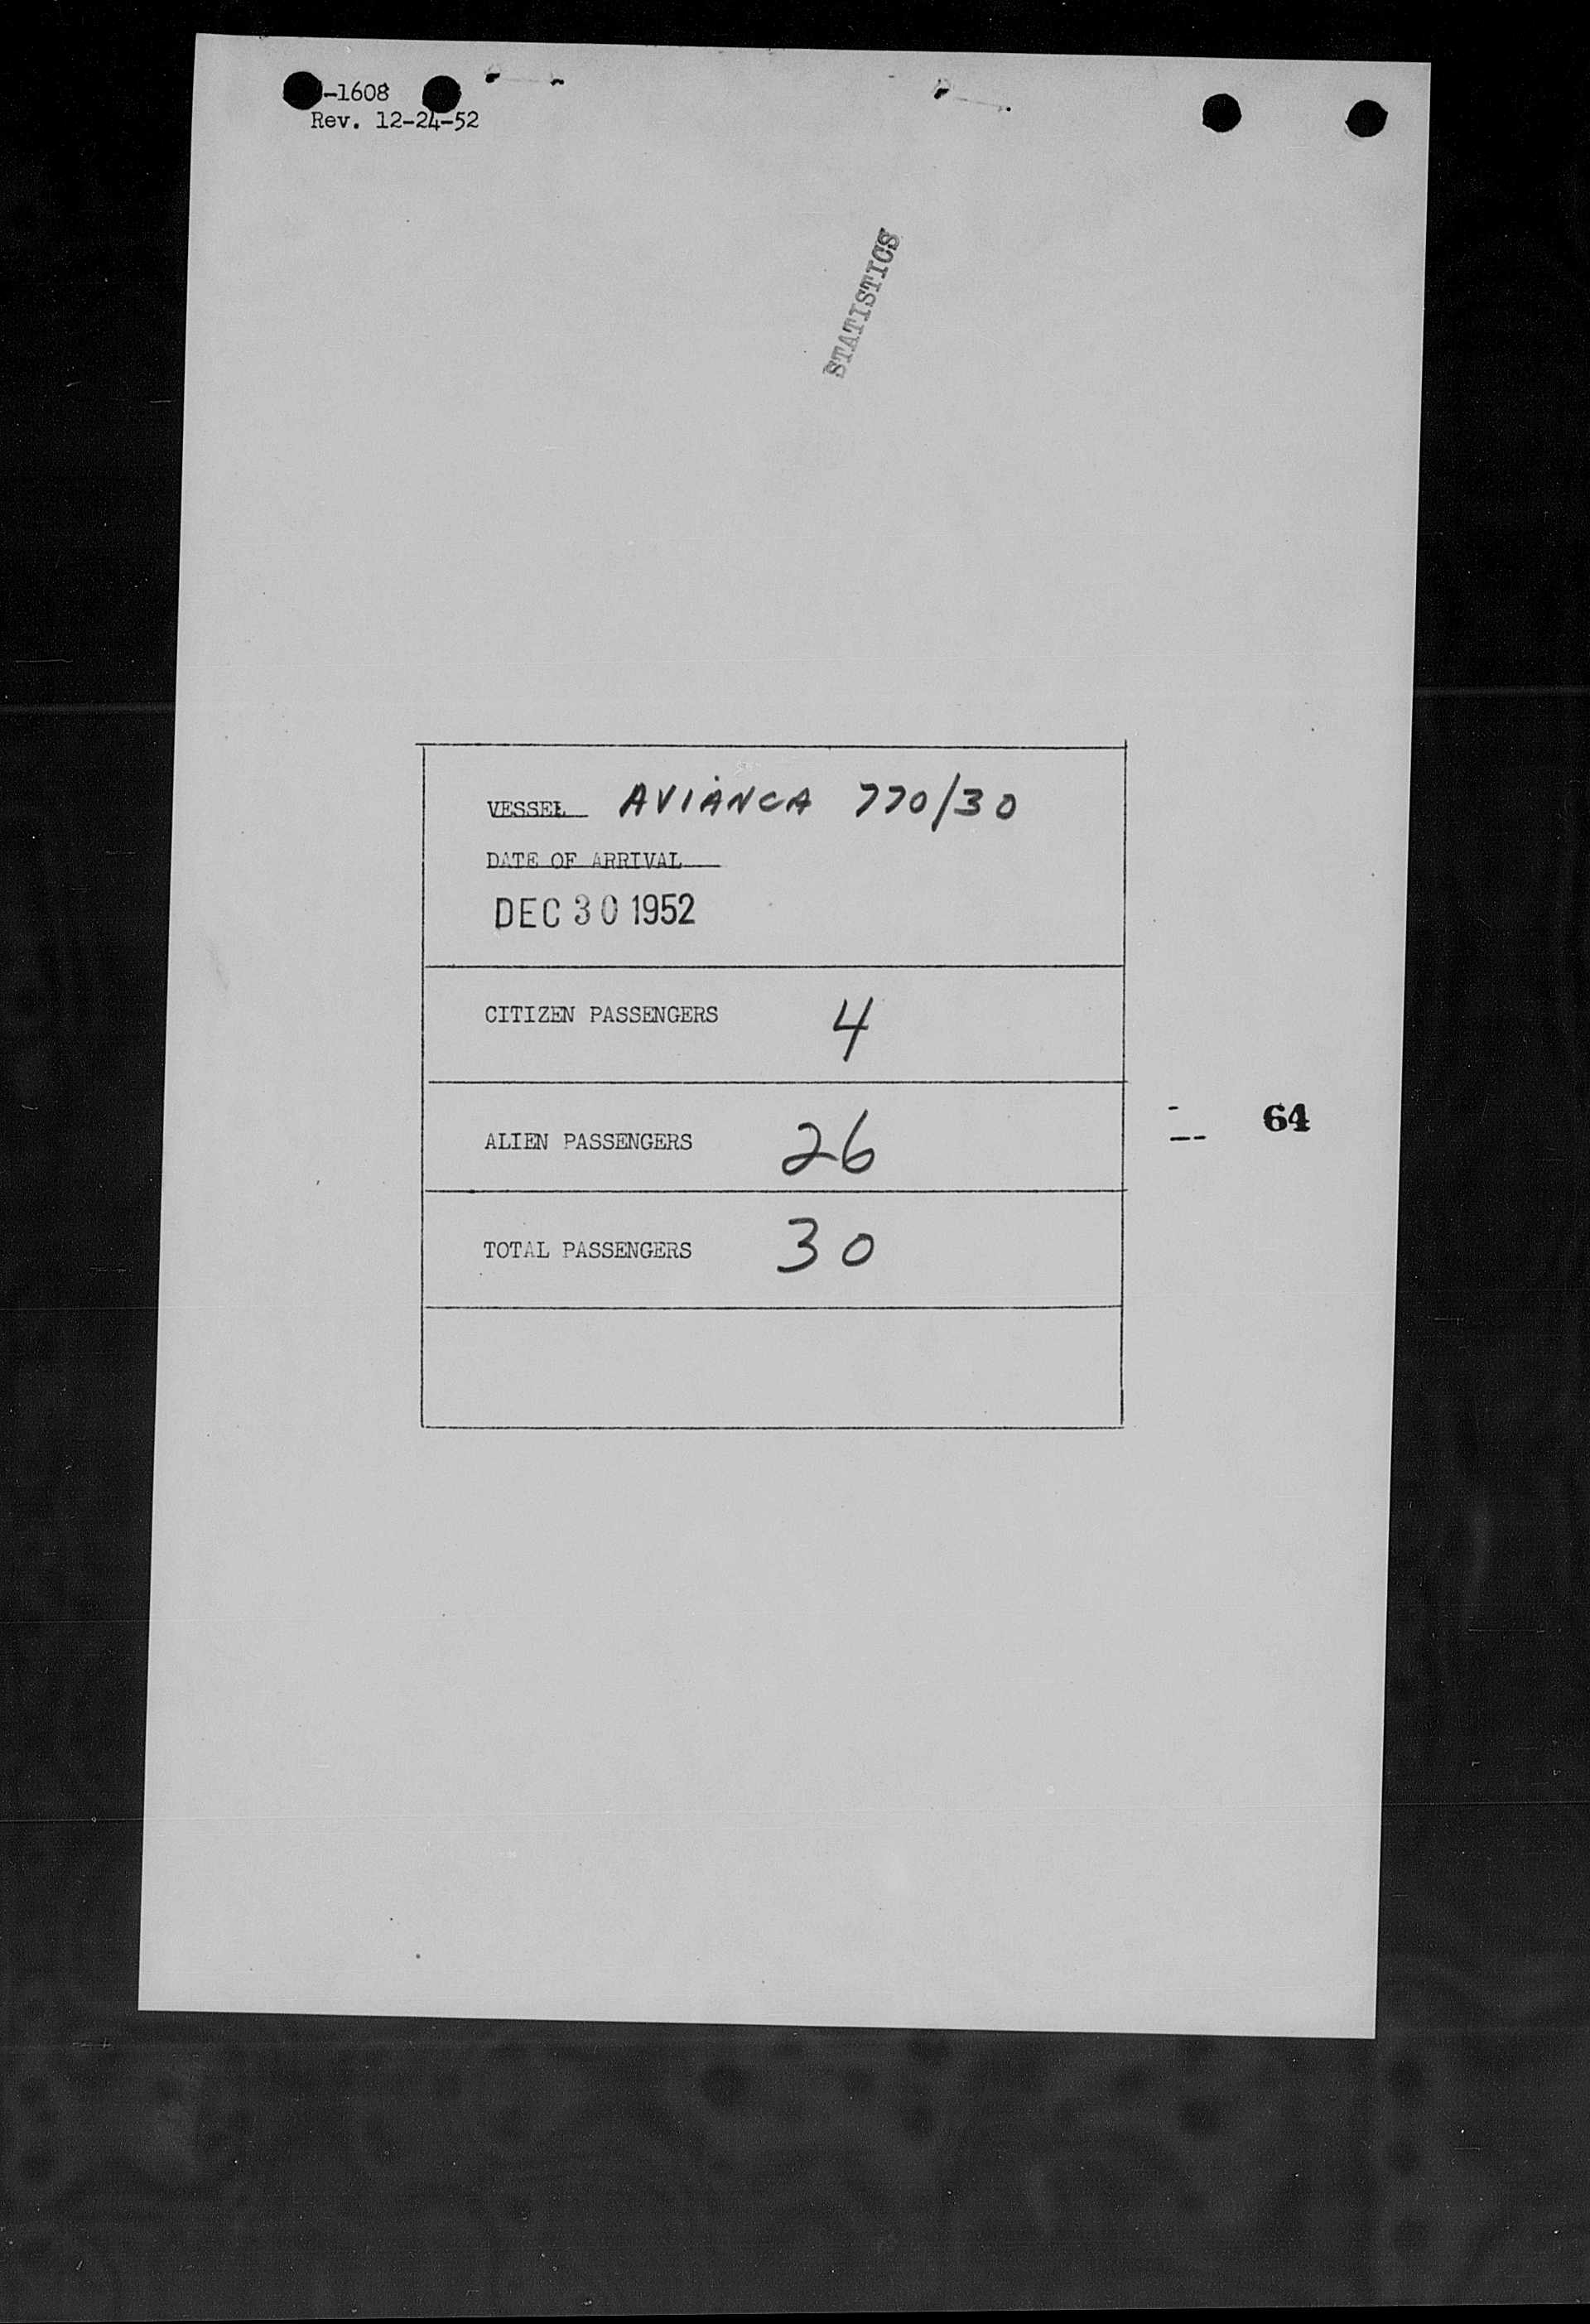 -1608
Rev. 12-24-52
STATISTICS
VESSEL AVIANCA 770/30
DATE OF ARRIVAL
DEC 30 1952
CITIZEN PASSENGERS 4
ALIEN PASSENGERS 26
64
TOTAL PASSENGERS 30